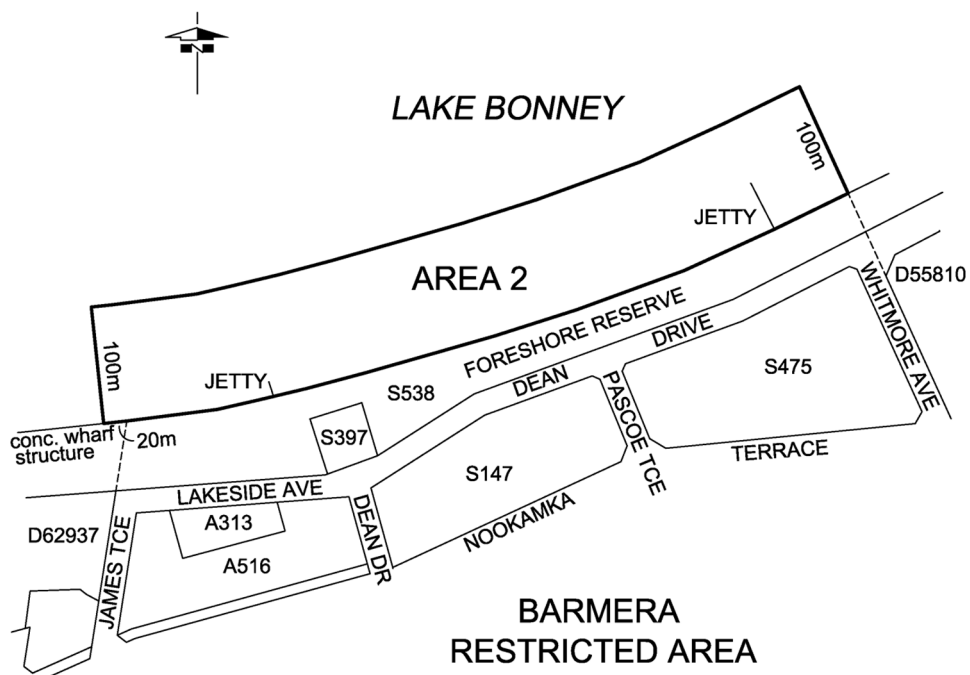 N
LAKE BONNEY
100m
JETTY
AREA 2
D55810
WHITMORE AVE
FORESHORE RESERVE
DRIVE
100m
JETTY
S538
DEAN
S475
PASCOE TCE
conc. wharf
structure
20m
S397
TERRACE
S147
LAKESIDE AVE
NOOKAMKA
D62937
JAMES TCE
A313
DEAN DR
A516
BARMERA
RESTRICTED AREA